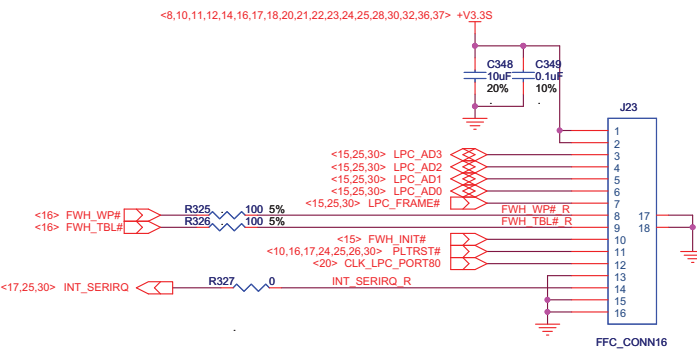 <8,10,11,12,14,16,17,18,20,21,22,23,24,25,28,30,32,36,37> +V3.3S
C348 C349
10uF 0.1uF
20% 10%
J23
1
2
<15,25,30> LPC_AD3 3
<15,25,30> LPC_AD2 4
<15,25,30> LPC_AD1 5
<15,25,30> LPC_AD0 6
<15,25,30> LPC_FRAME# 7
<16> FWH_WP# R325 100 5% FWH_WP#_R 8 17
<16> FWH_TBL# R326 100 5% FWH_TBL#_R 9 18
<15> FWH_INIT# 10
<10,16,17,24,25,26,30> PLTRST# 11
<20> CLK_LPC_PORT80 12
13
<17,25,30> INT_SERIRQ R327 0 INT_SERIRQ_R 14
15
16
FFC_CONN16